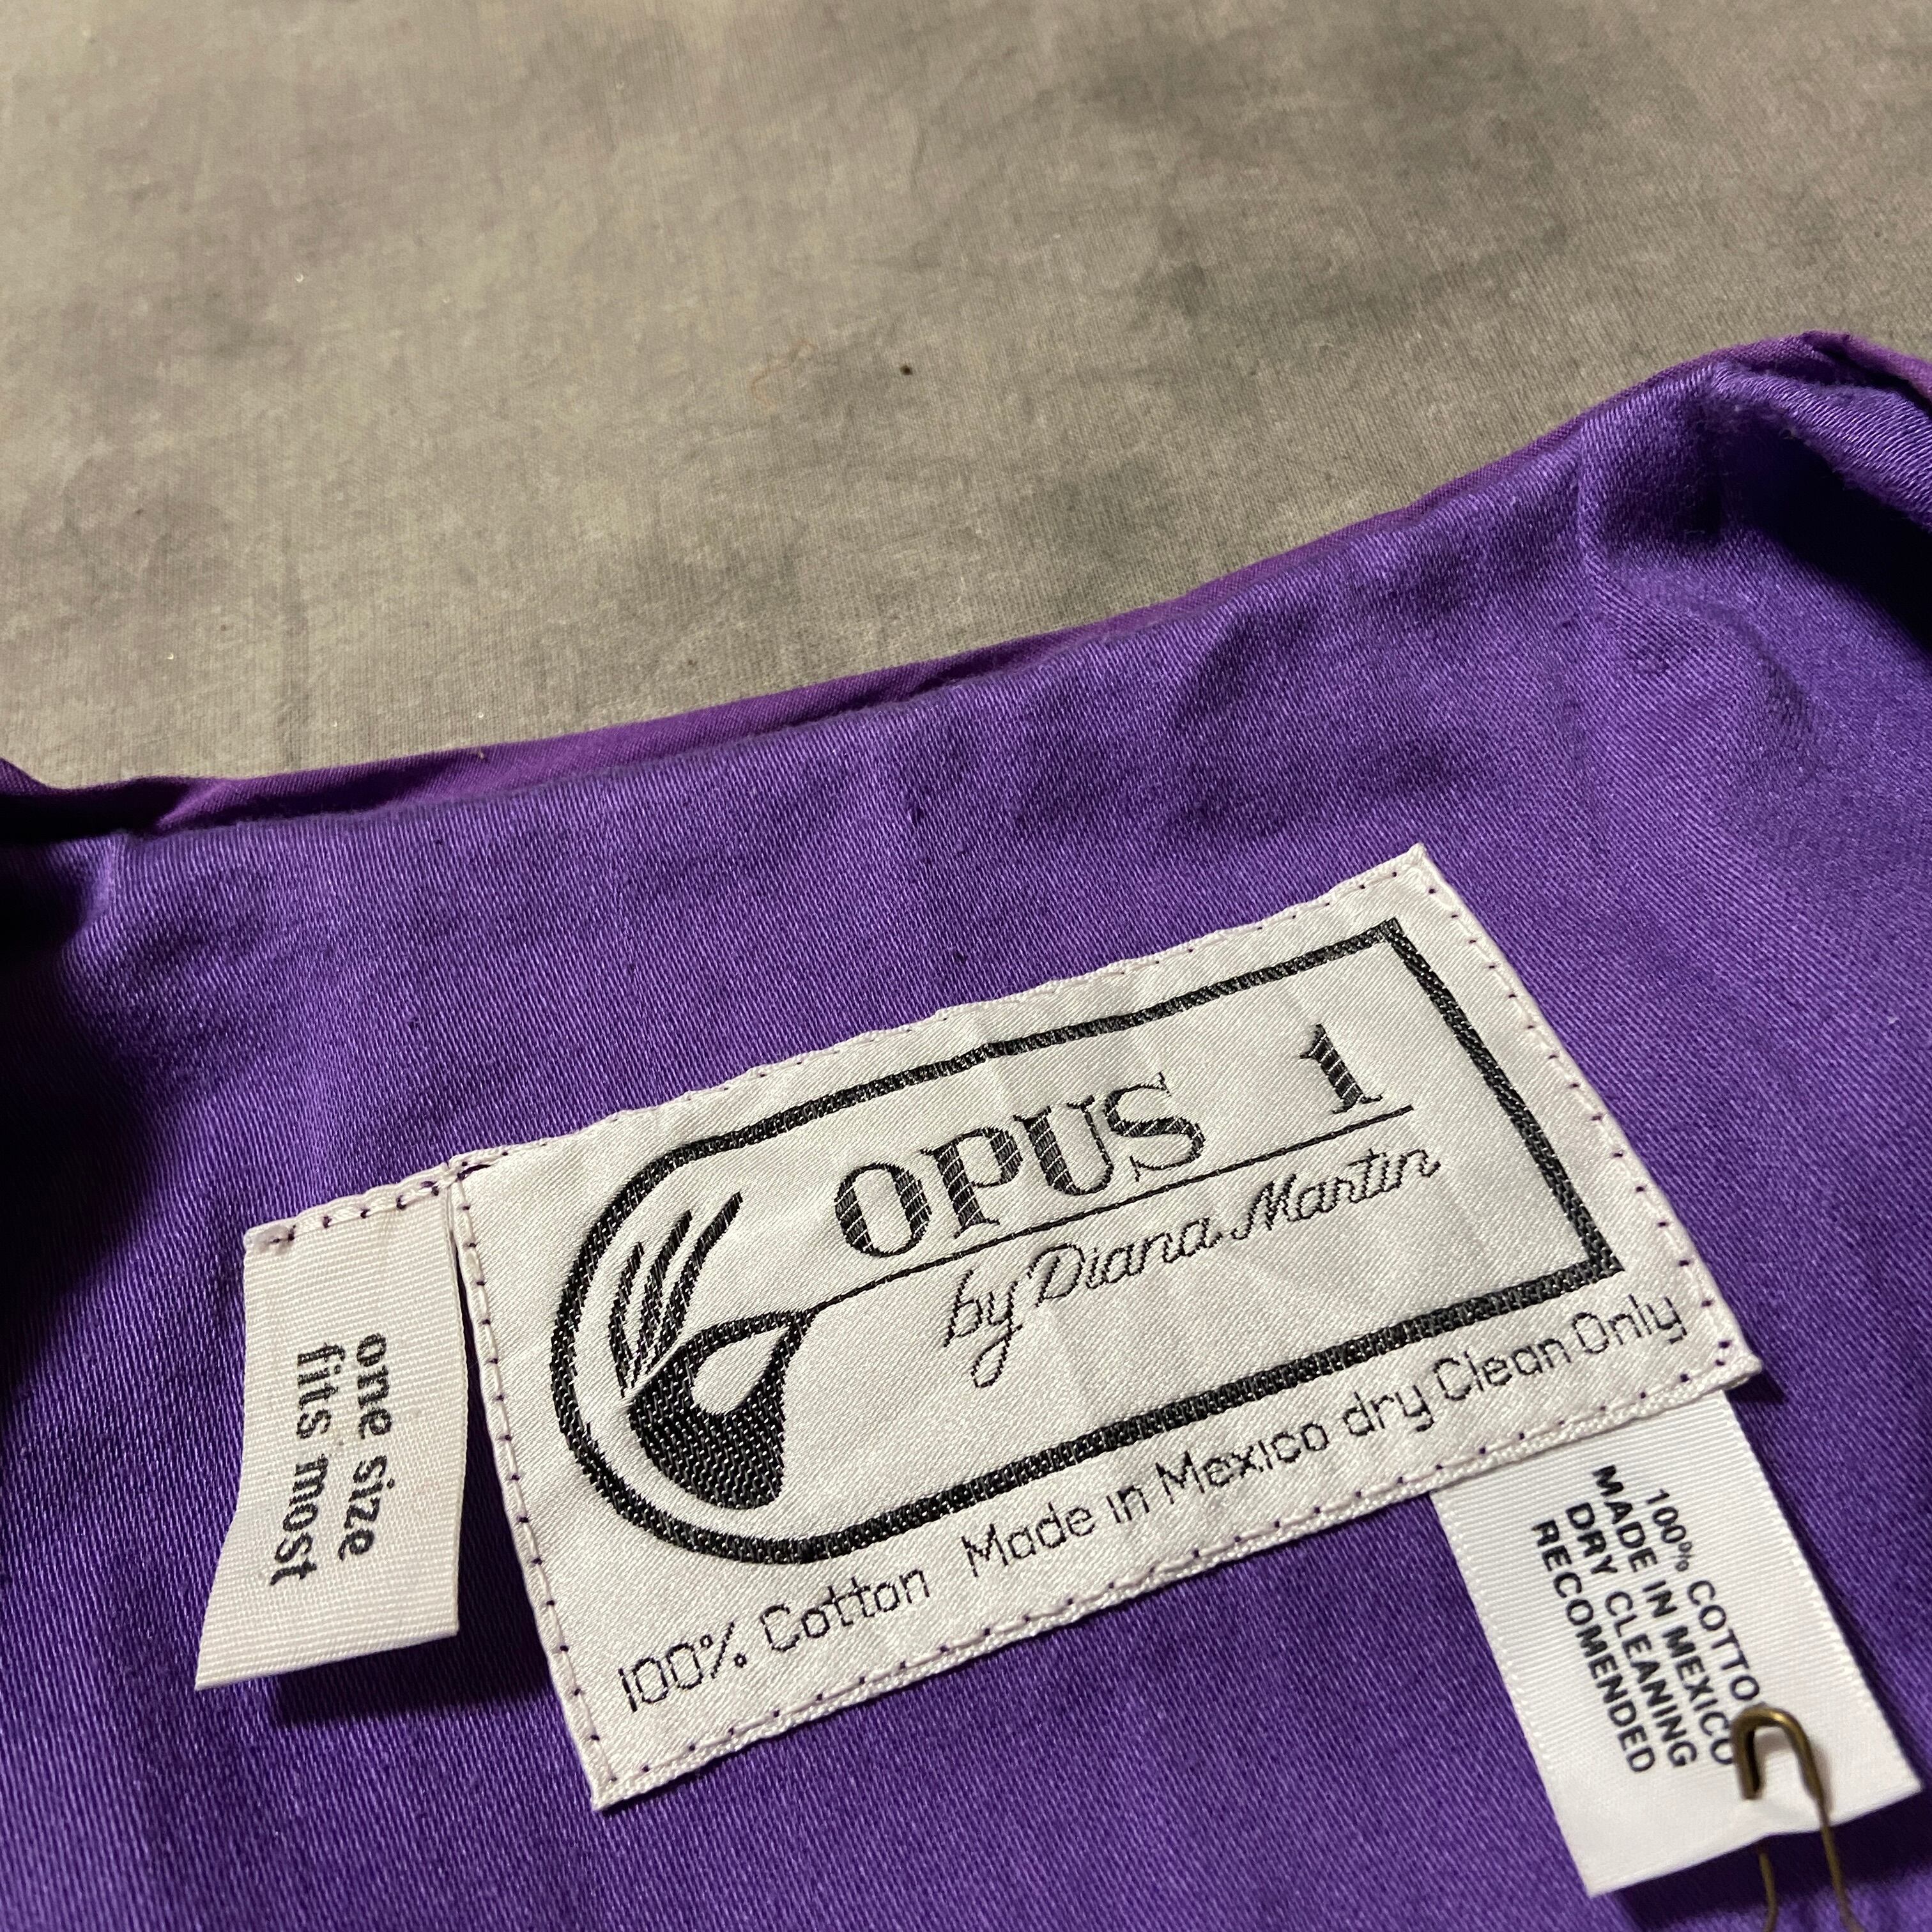 OPUS 1
by Diana Martin
100% Cotton Made in Mexico dry Clean Only
one size
fits most
100% COTTO
MADE IN MEXICO
DRY CLEANING
RECOMENDED